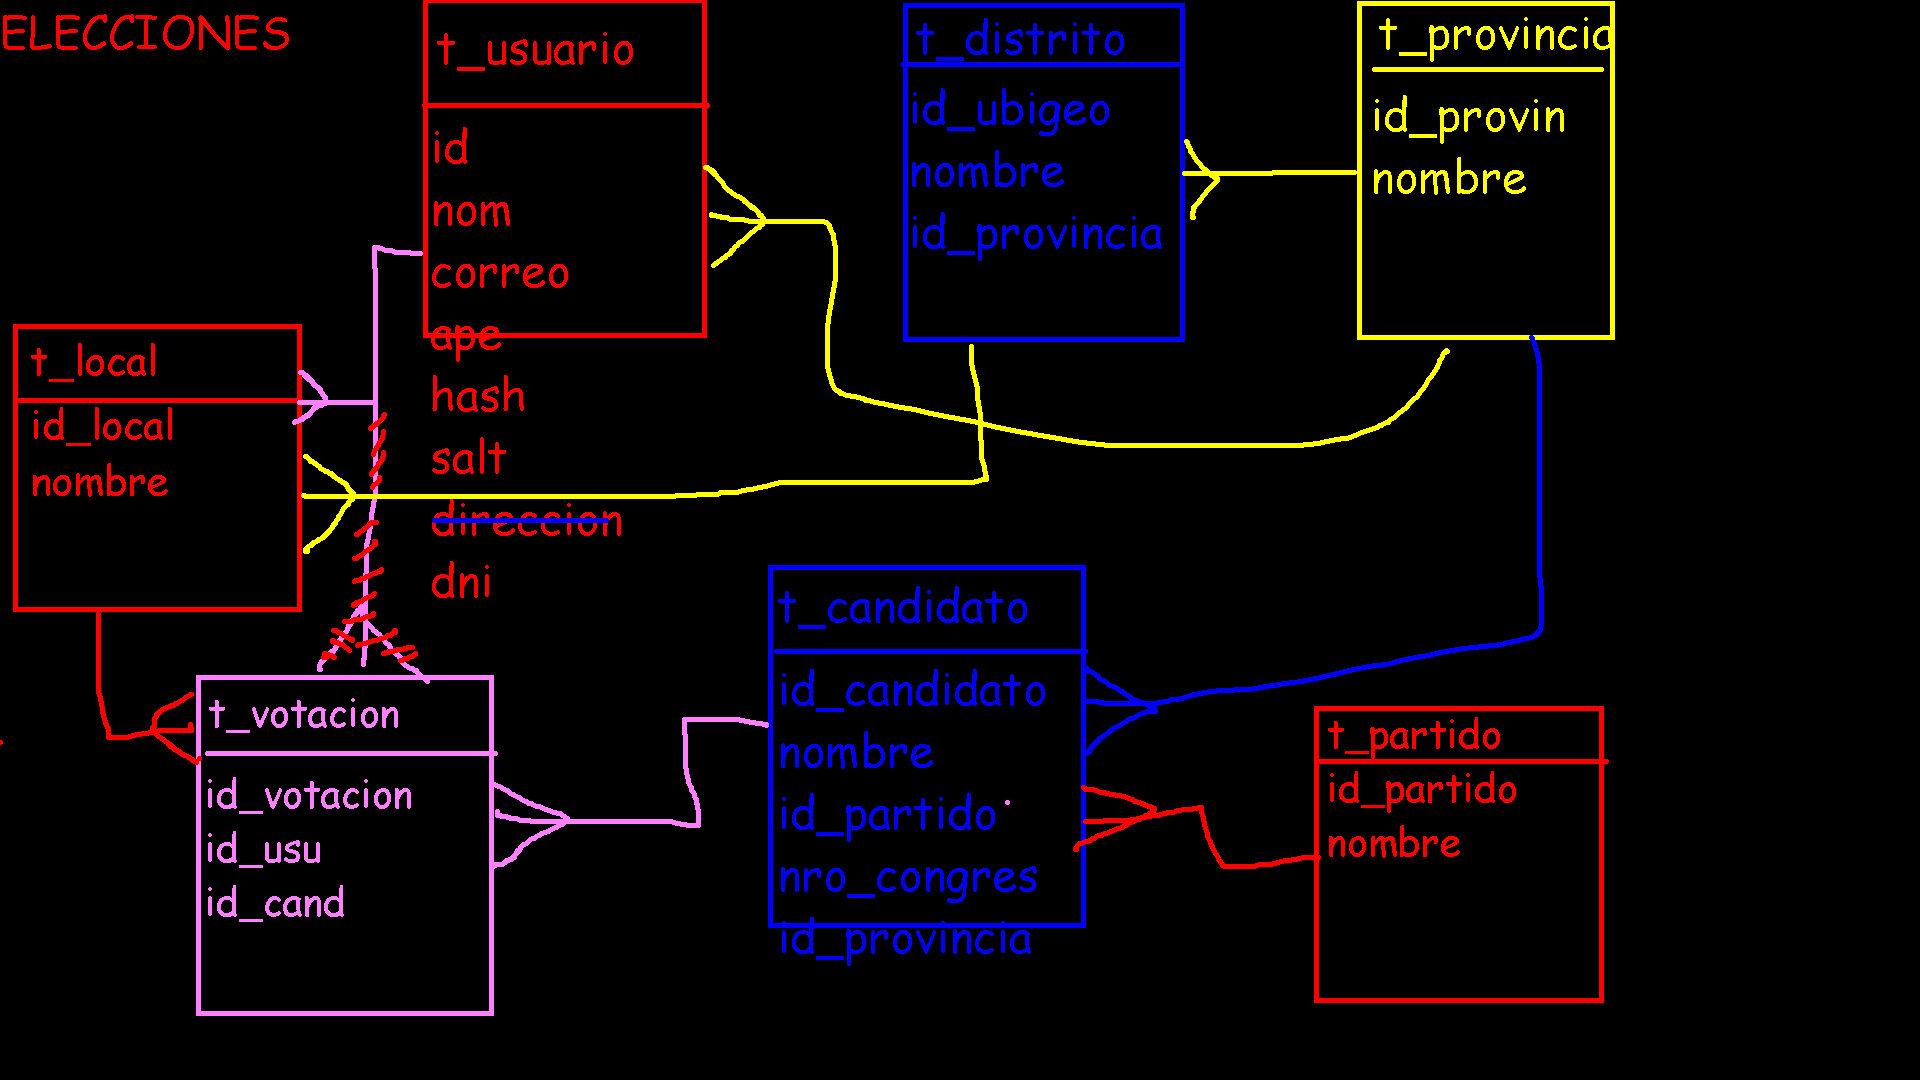 ELECCIONES
t_usuario
id
nom
correo
ape
hash
salt
direccion
dni
t_distrito
id_ubigeo
nombre
id_provincia
t_provincia
id_provin
nombre
t_local
id_local
nombre
t_votacion
id_votacion
id_usu
id_cand
t_candidato
id_candidato
nombre
id_partido
nro_congres
id_provincia
t_partido
id_partido
nombre